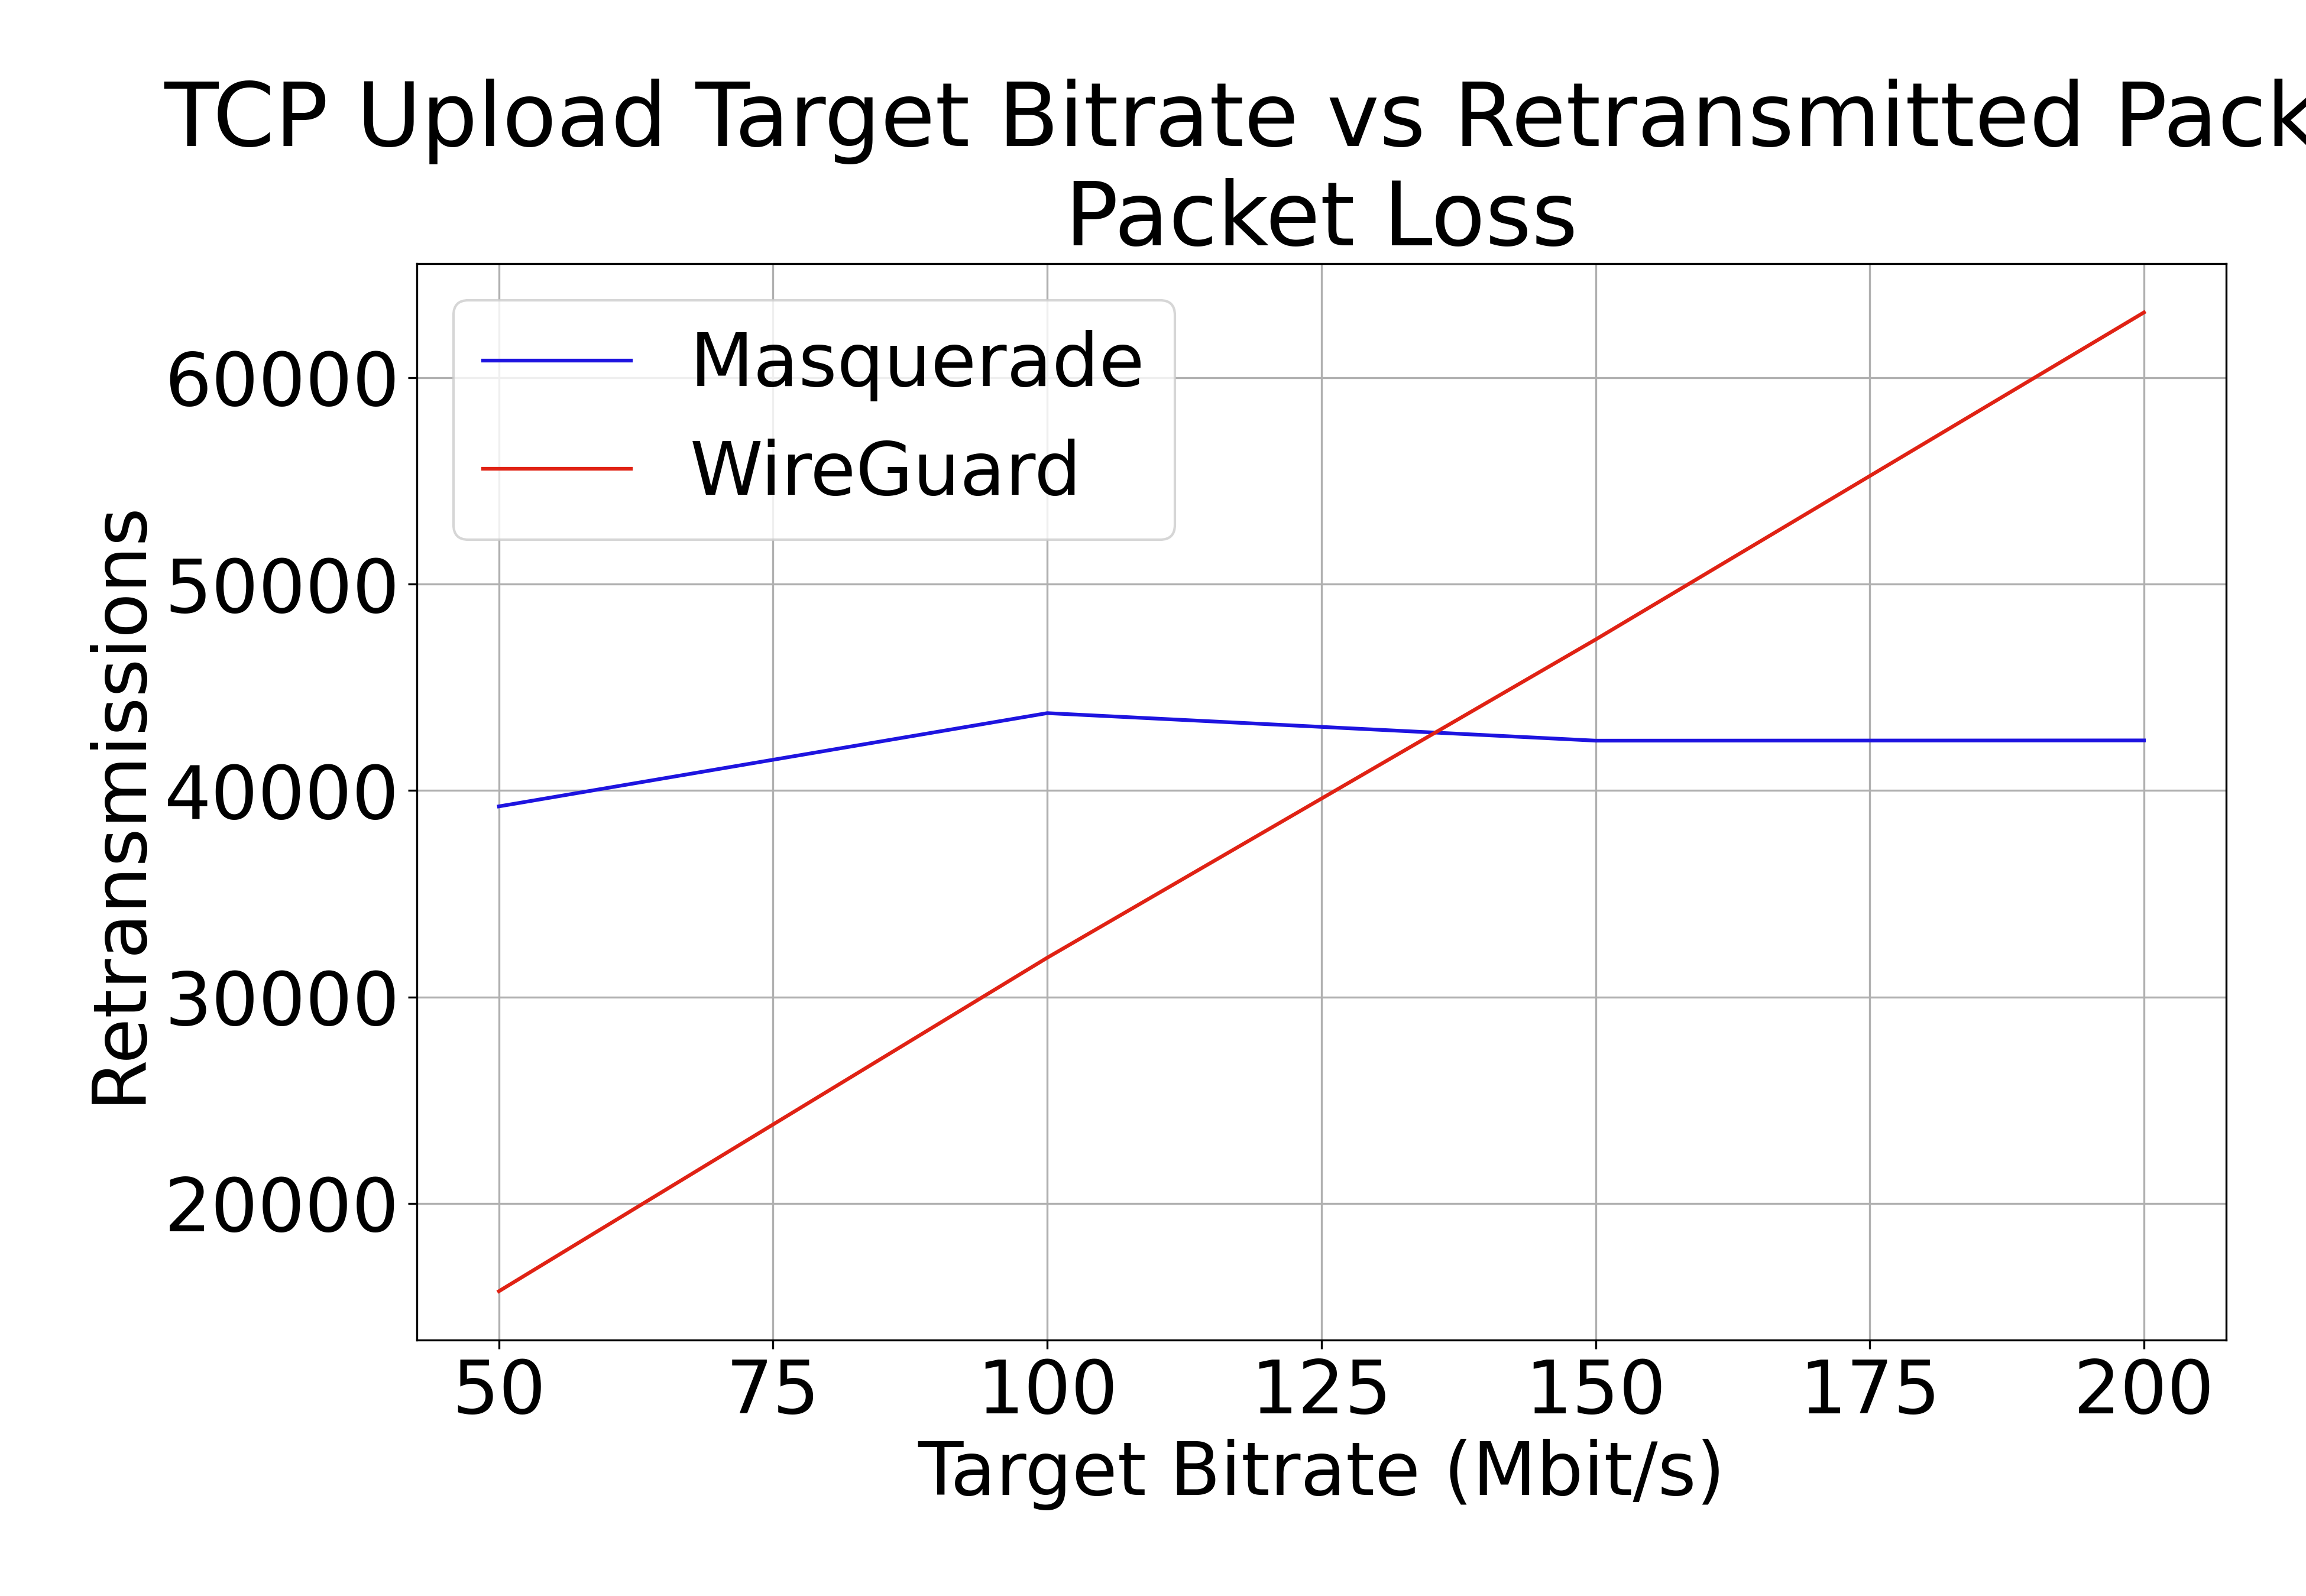 TCP Upload Target Bitrate vs Retransmitted Pack
Packet Loss
Masquerade
WireGuard
Retransmissions
60000
50000
40000
30000
20000
50 75 100 125 150 175 200
Target Bitrate (Mbit/s)